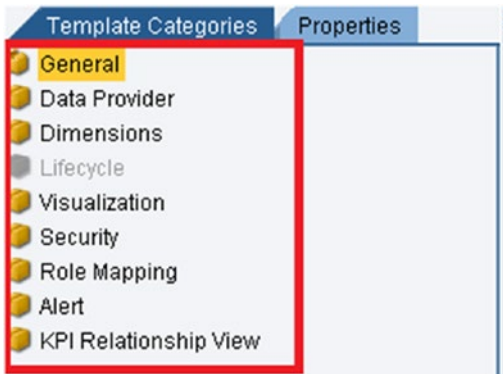 Template Categories Properties
General
Data Provider
Dimensions
Lifecycle
Visualization
Security
Role Mapping
Alert
KPI Relationship View